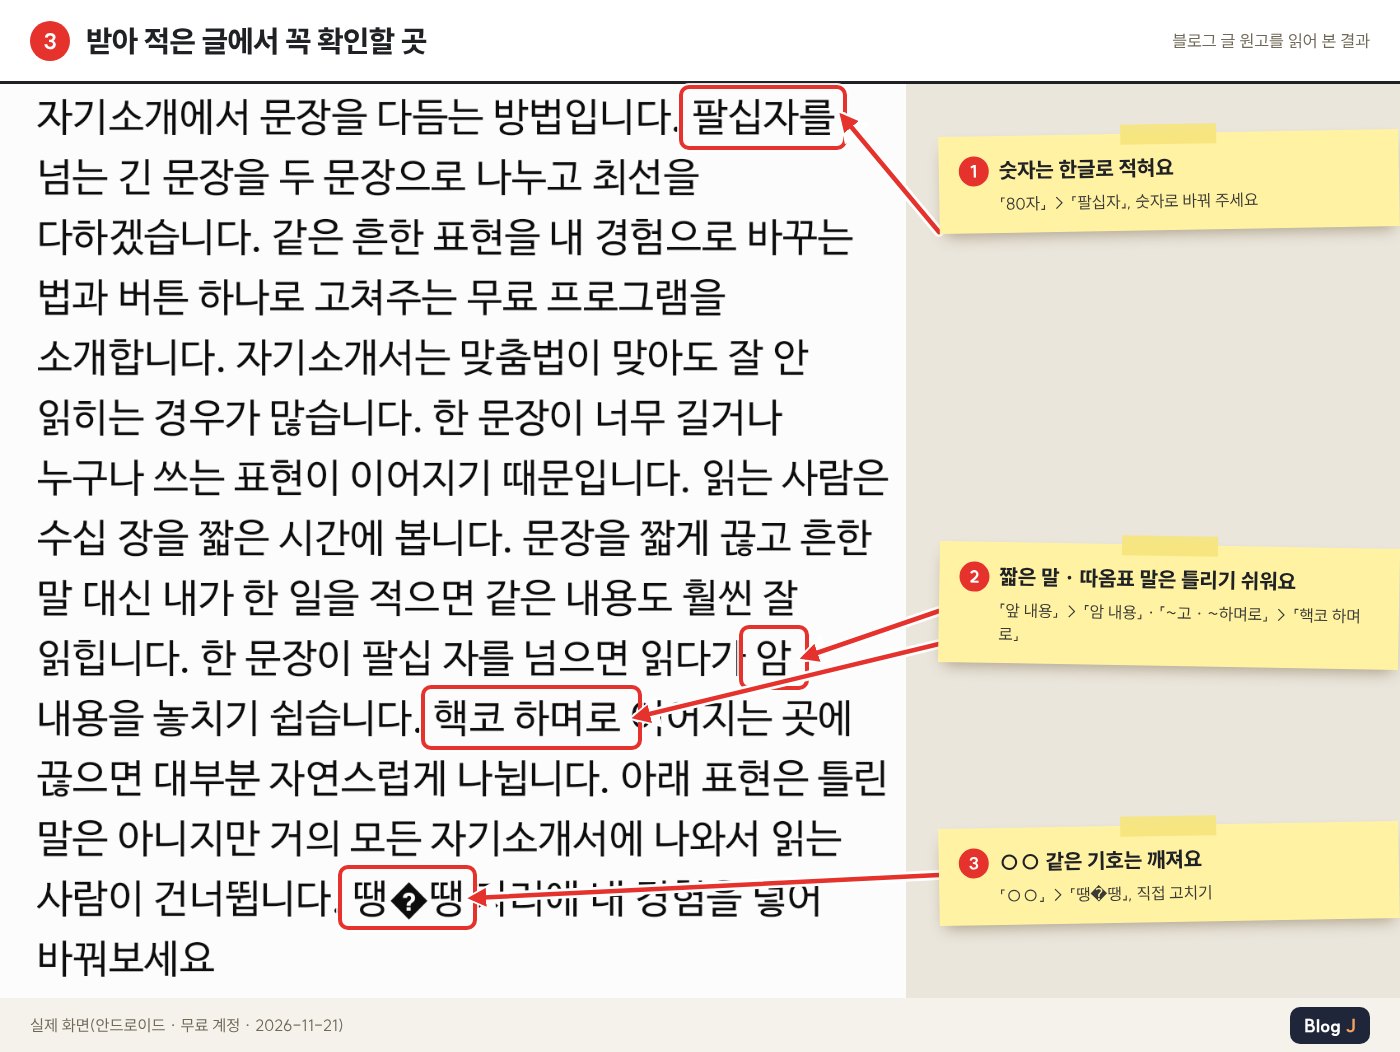 3 받아 적은 글에서 꼭 확인할 곳
블로그 글 원고를 읽어 본 결과
자기소개에서 문장을 다듬는 방법입니다. 팔십자를
넘는 긴 문장을 두 문장으로 나누고 최선을
다하겠습니다. 같은 흔한 표현을 내 경험으로 바꾸는
법과 버튼 하나로 고쳐주는 무료 프로그램을
소개합니다. 자기소개서는 맞춤법이 맞아도 잘 안
읽히는 경우가 많습니다. 한 문장이 너무 길거나
누구나 쓰는 표현이 이어지기 때문입니다. 읽는 사람은
수십 장을 짧은 시간에 봅니다. 문장을 짧게 끊고 흔한
말 대신 내가 한 일을 적으면 같은 내용도 훨씬 잘
읽힙니다. 한 문장이 팔십 자를 넘으면 읽다가 암
내용을 놓치기 쉽습니다. 핵코 하며로 이어지는 곳에
끊으면 대부분 자연스럽게 나뉩니다. 아래 표현은 틀린
말은 아니지만 거의 모든 자기소개서에 나와서 읽는
사람이 건너뜁니다. 땡�땡 자리에 내 경험을 넣어
바꿔보세요
1 숫자는 한글로 적혀요
「80자」 > 「팔십자」, 숫자로 바꿔 주세요
2 짧은 말 · 따옴표 말은 틀리기 쉬워요
「앞 내용」 > 「암 내용」 · 「~고 · ~하며로」 > 「핵코 하며
로」
3 ○○ 같은 기호는 깨져요
「○○」 > 「땡�땡」, 직접 고치기
실제 화면(안드로이드 · 무료 계정 · 2026-11-21)
Blog J